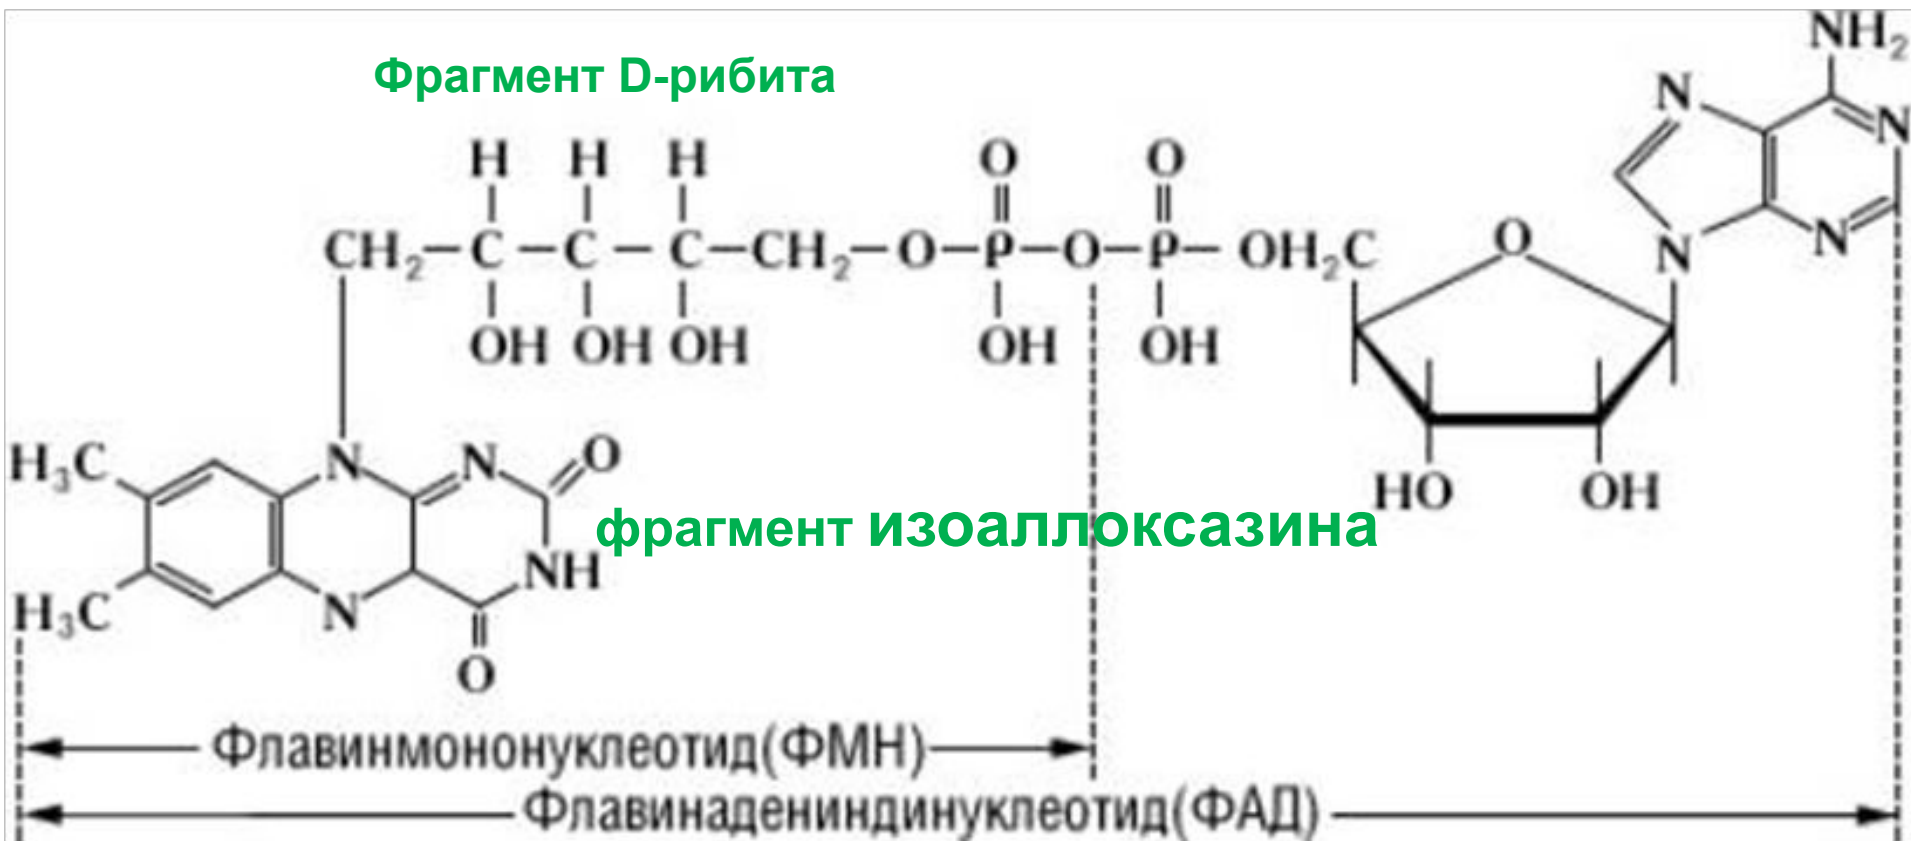 NH₂
Фрагмент D-рибита
N
N
H H H O O
CH₂–C–C–C–CH₂–O–P–O–P–OH₂C O N N
OH OH OH OH OH
H₃C N N O
HO OH
фрагмент изоаллоксазина
NH
H₃C N
O
Флавинмононуклеотид(ФМН)
Флавинадениндинуклеотид(ФАД)